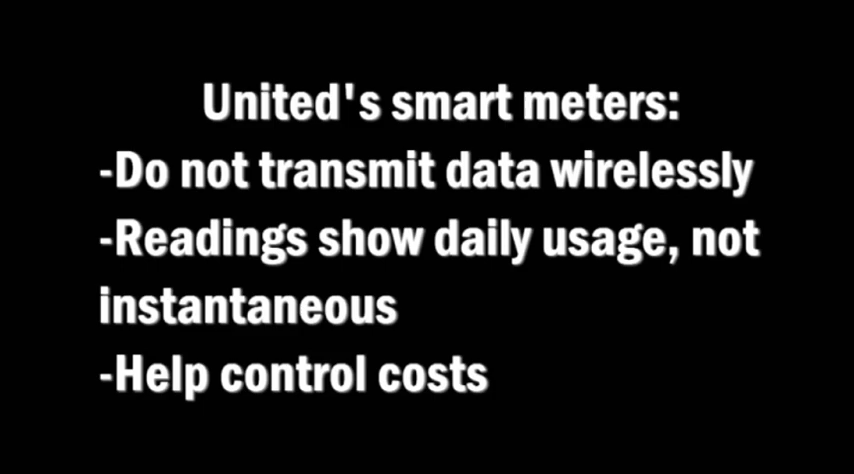 United's smart meters:
-Do not transmit data wirelessly
-Readings show daily usage, not
instantaneous
-Help control costs